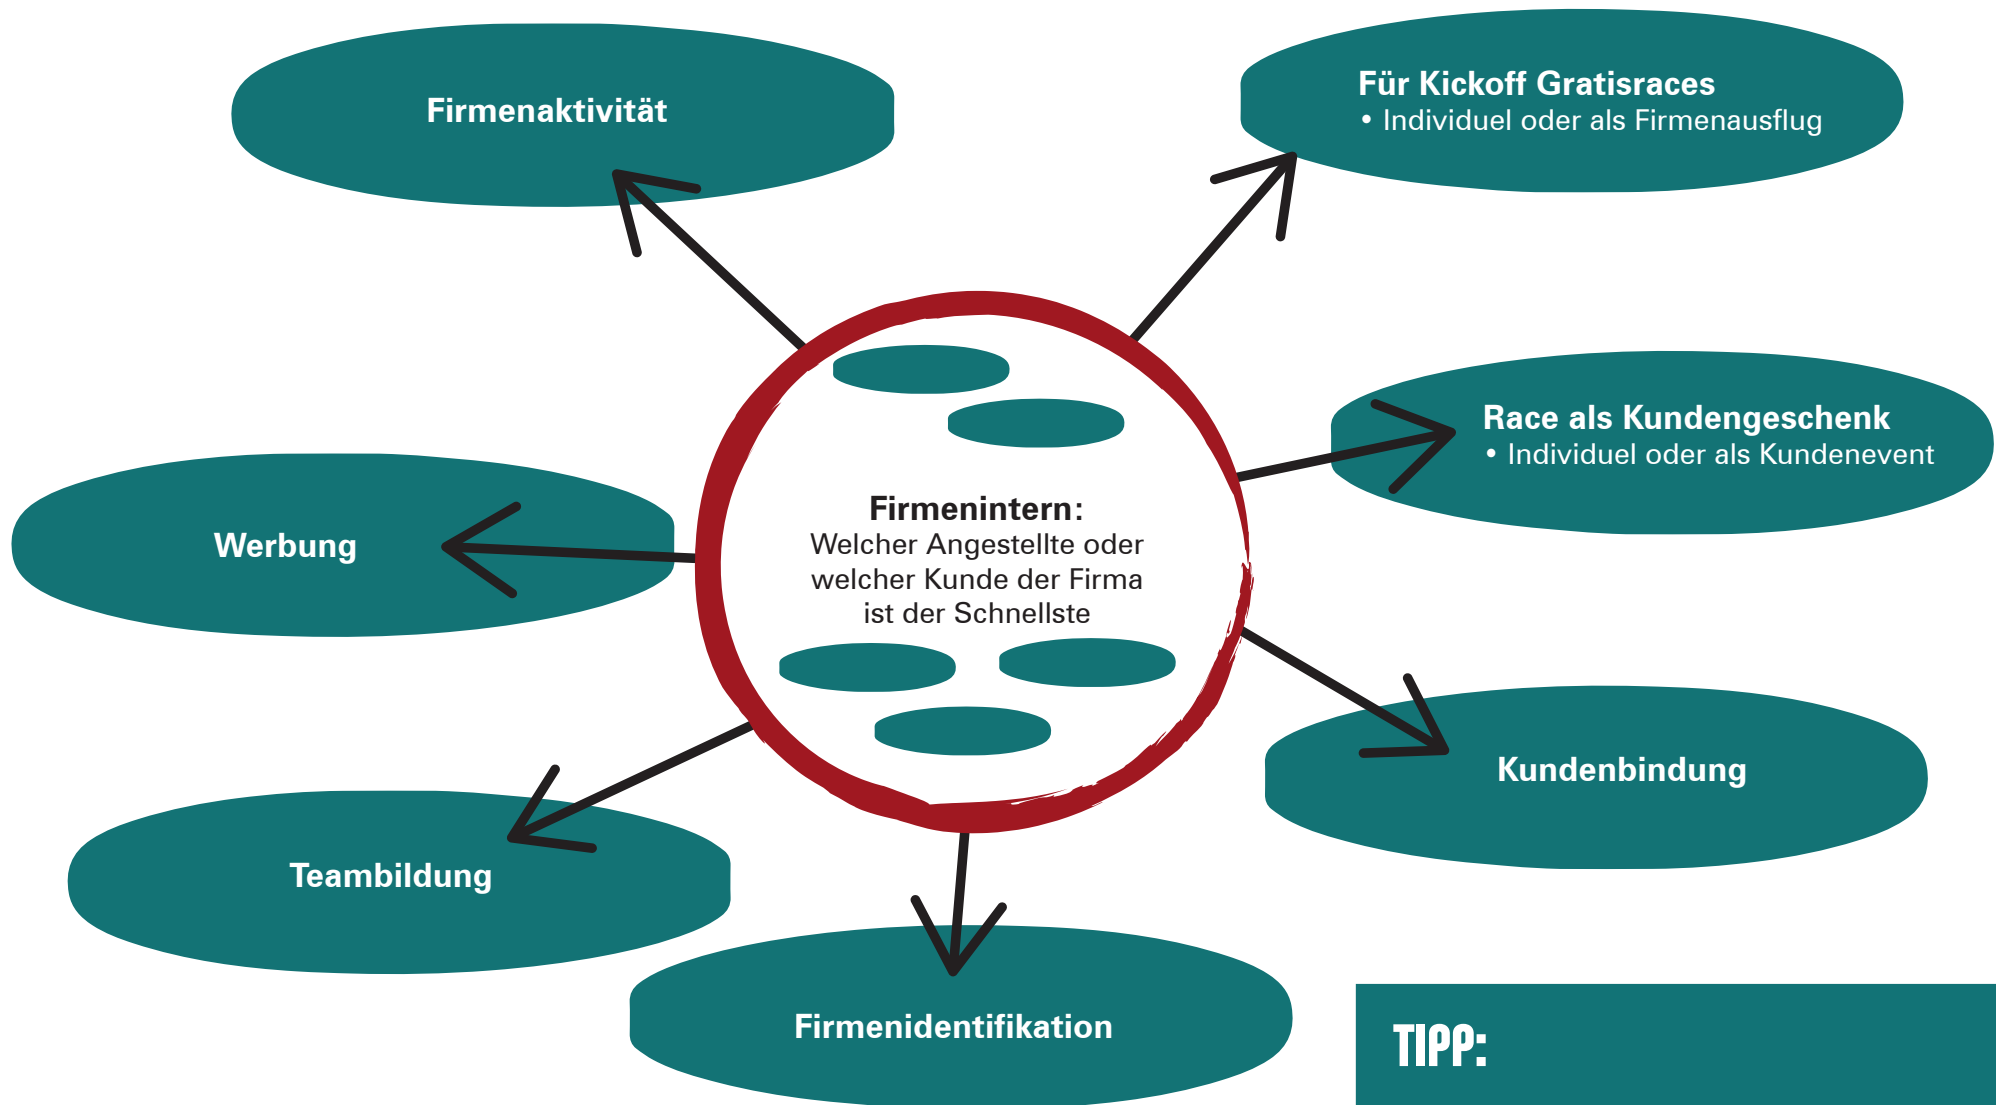 Firmenaktivität
Für Kickoff Gratisraces
• Individuel oder als Firmenausflug
Race als Kundengeschenk
• Individuel oder als Kundenevent
Firmenintern:
Welcher Angestellte oder
welcher Kunde der Firma
ist der Schnellste
Werbung
Kundenbindung
Teambildung
Firmenidentifikation
TIPP: